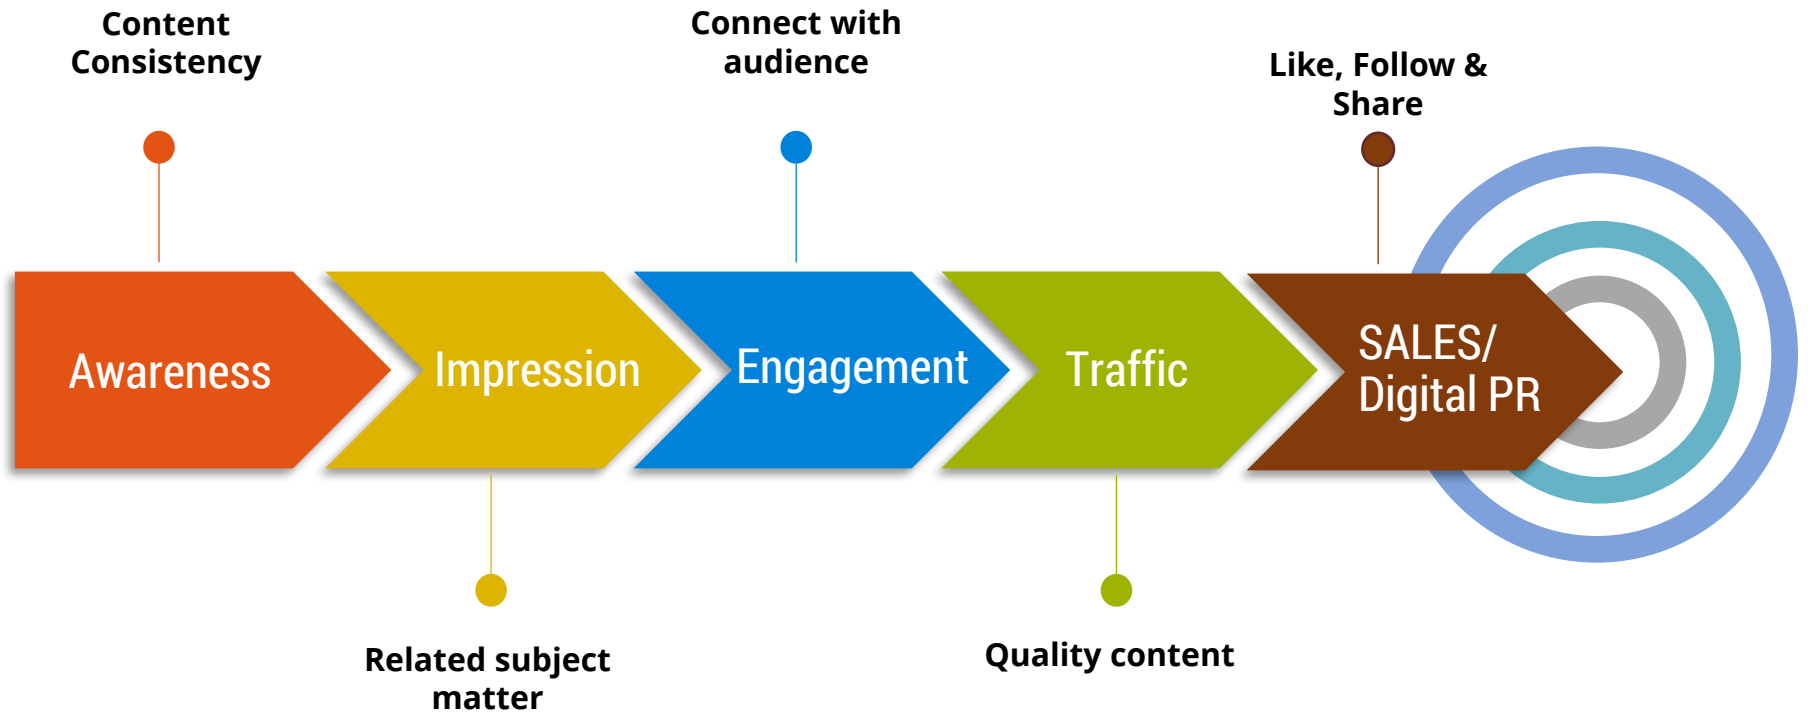 Content
Consistency
Connect with
audience
Like, Follow &
Share
Awareness
Impression
Engagement
Traffic
SALES/
Digital PR
Related subject
matter
Quality content